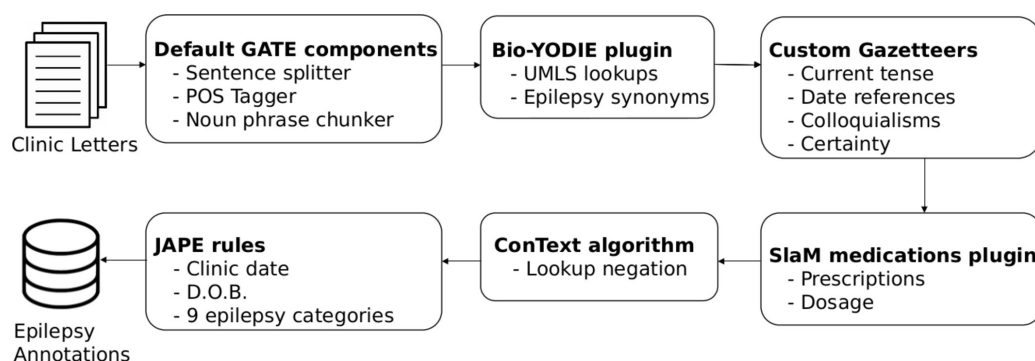 Clinic Letters
Default GATE components
- Sentence splitter
- POS Tagger
- Noun phrase chunker
Bio-YODIE plugin
- UMLS lookups
- Epilepsy synonyms
Custom Gazetteers
- Current tense
- Date references
- Colloquialisms
- Certainty
SlaM medications plugin
- Prescriptions
- Dosage
ConText algorithm
- Lookup negation
JAPE rules
- Clinic date
- D.O.B.
- 9 epilepsy categories
Epilepsy
Annotations